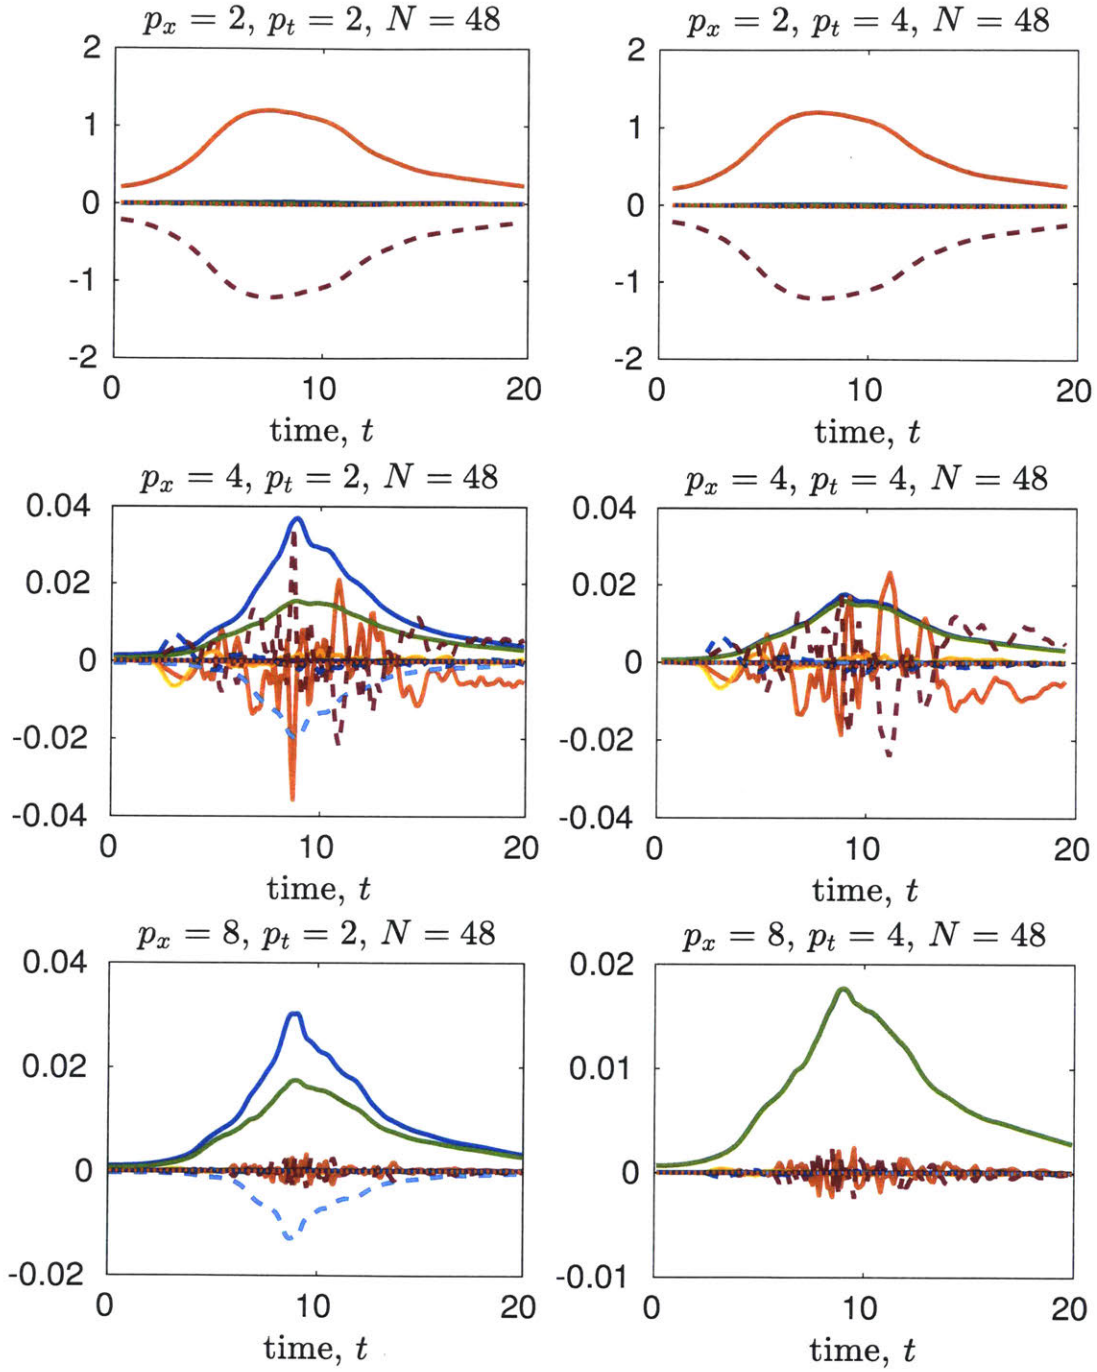 p_x = 2, p_t = 2, N = 48
2
1
0
-1
-2
0 10 20
time, t
p_x = 2, p_t = 4, N = 48
2
1
0
-1
-2
0 10 20
time, t
p_x = 4, p_t = 2, N = 48
0.04
0.02
0
-0.02
-0.04
0 10 20
time, t
p_x = 4, p_t = 4, N = 48
0.04
0.02
0
-0.02
-0.04
0 10 20
time, t
p_x = 8, p_t = 2, N = 48
0.04
0.02
0
-0.02
0 10 20
time, t
p_x = 8, p_t = 4, N = 48
0.02
0.01
0
-0.01
0 10 20
time, t